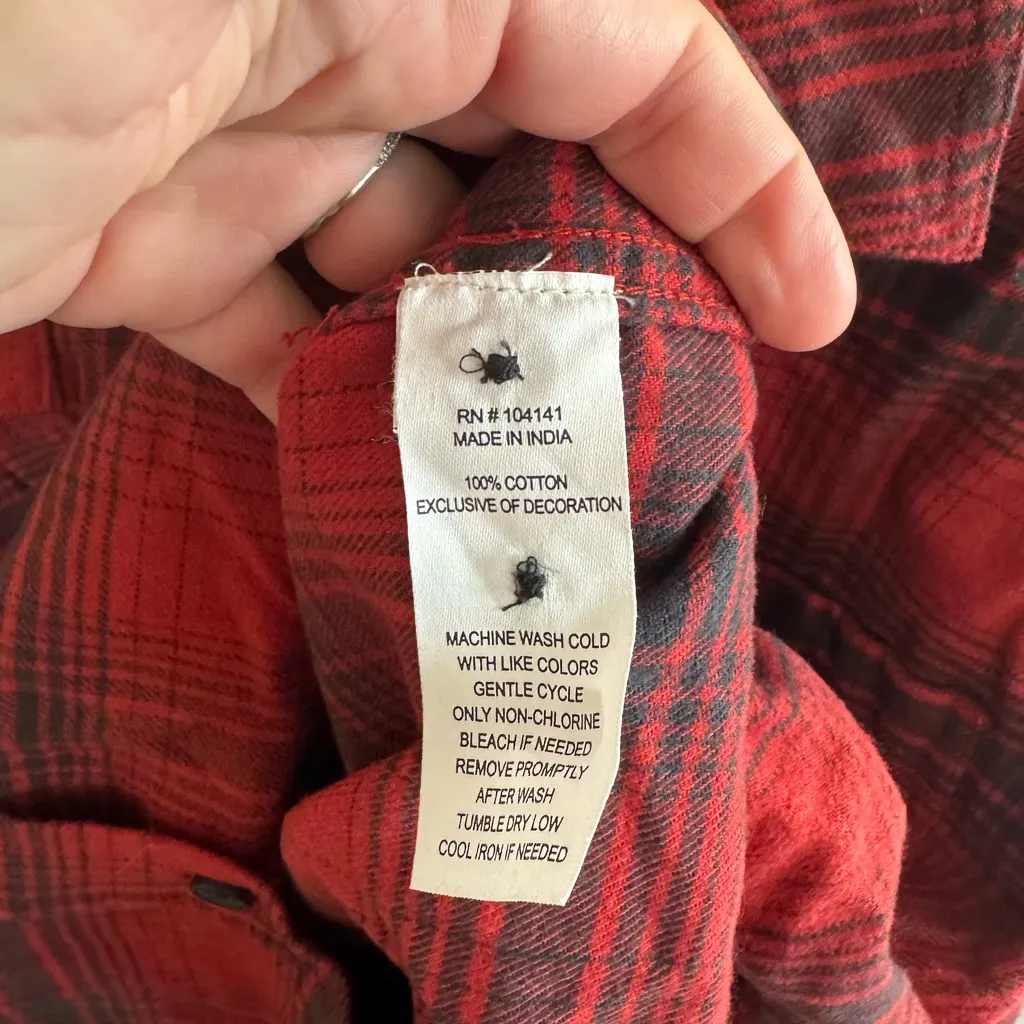 RN # 104141
MADE IN INDIA
100% COTTON
EXCLUSIVE OF DECORATION
MACHINE WASH COLD
WITH LIKE COLORS
GENTLE CYCLE
ONLY NON-CHLORINE
BLEACH IF NEEDED
REMOVE PROMPTLY
AFTER WASH
TUMBLE DRY LOW
COOL IRON IF NEEDED